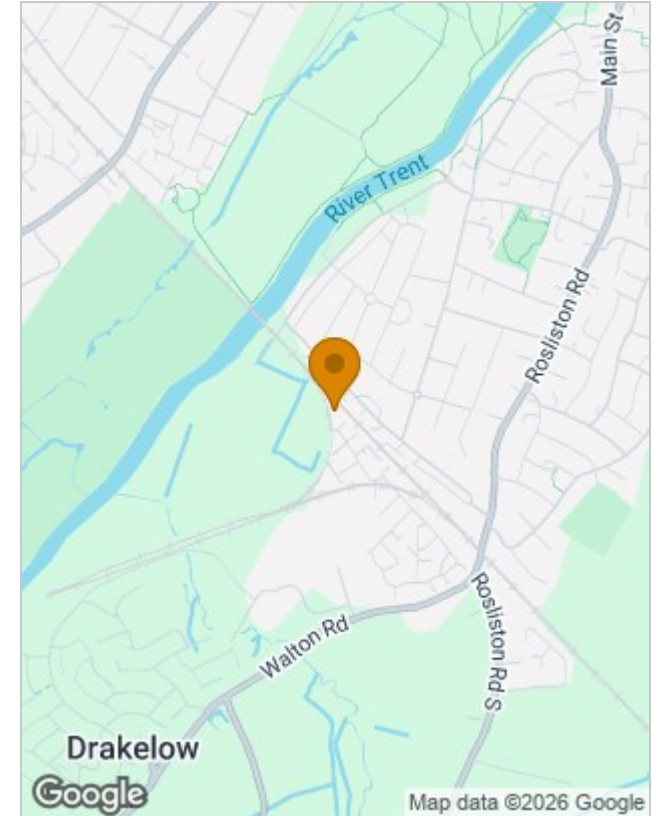 Main St
River Trent
Rosliston Rd
Rosliston Rd S
Walton Rd
Drakelow
Google
Map data ©2026 Google